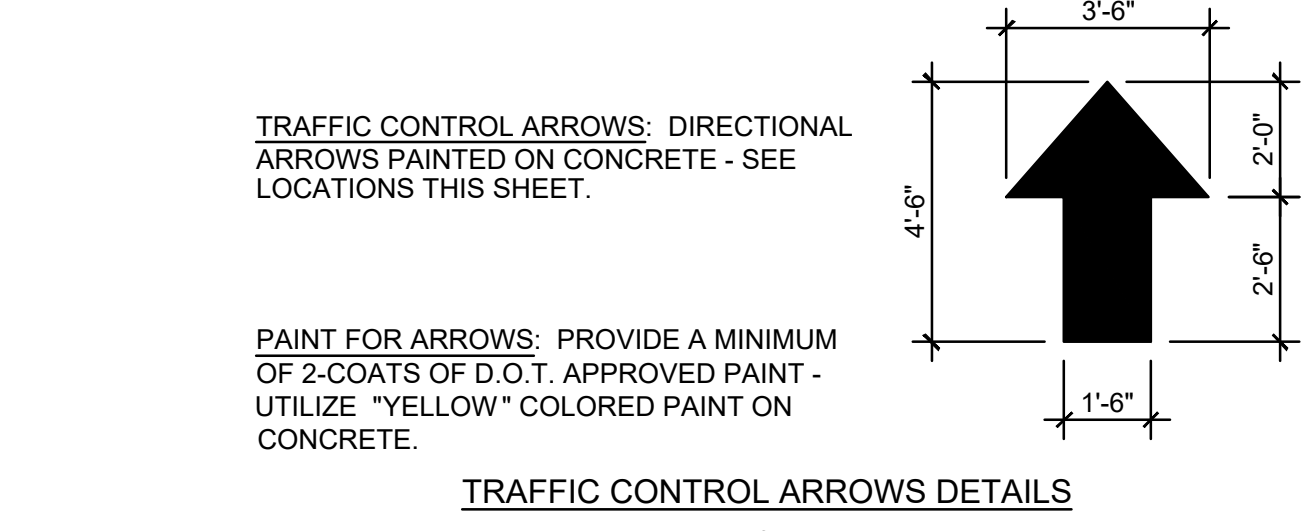 3'-6"
TRAFFIC CONTROL ARROWS: DIRECTIONAL
ARROWS PAINTED ON CONCRETE - SEE
LOCATIONS THIS SHEET.
2'-0"
4'-6"
2'-6"
PAINT FOR ARROWS: PROVIDE A MINIMUM
OF 2-COATS OF D.O.T. APPROVED PAINT -
UTILIZE "YELLOW" COLORED PAINT ON
CONCRETE.
1'-6"
TRAFFIC CONTROL ARROWS DETAILS